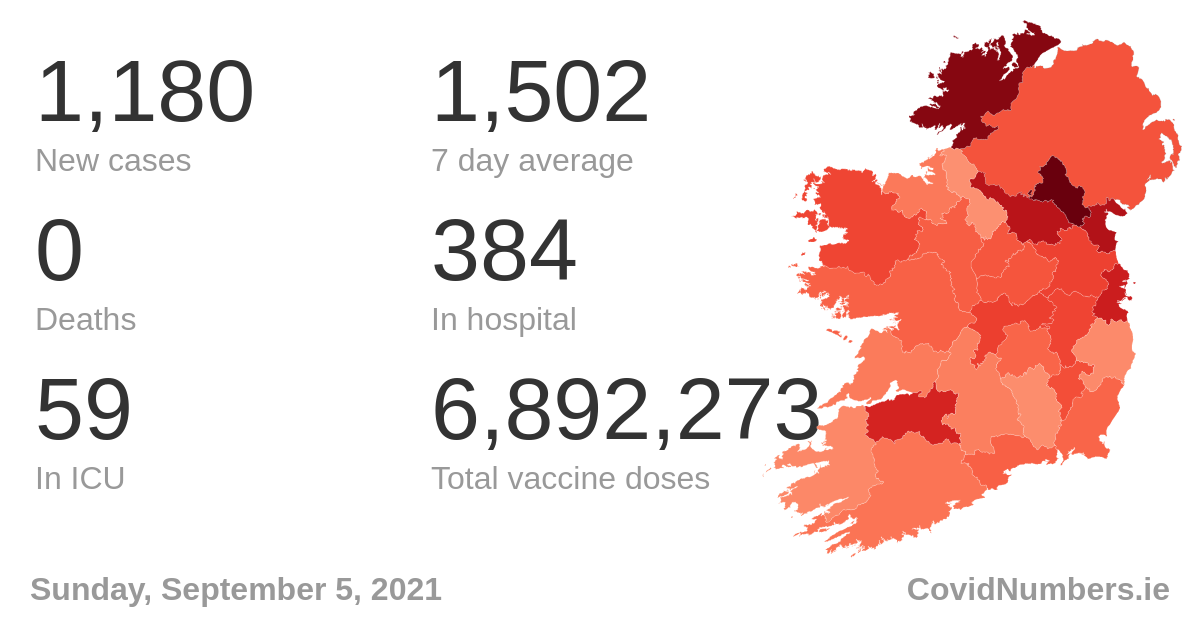 1,180
1,502
New cases
7 day average
0
384
Deaths
In hospital
59
6,892,273
In ICU
Total vaccine doses
Sunday, September 5, 2021
CovidNumbers.ie